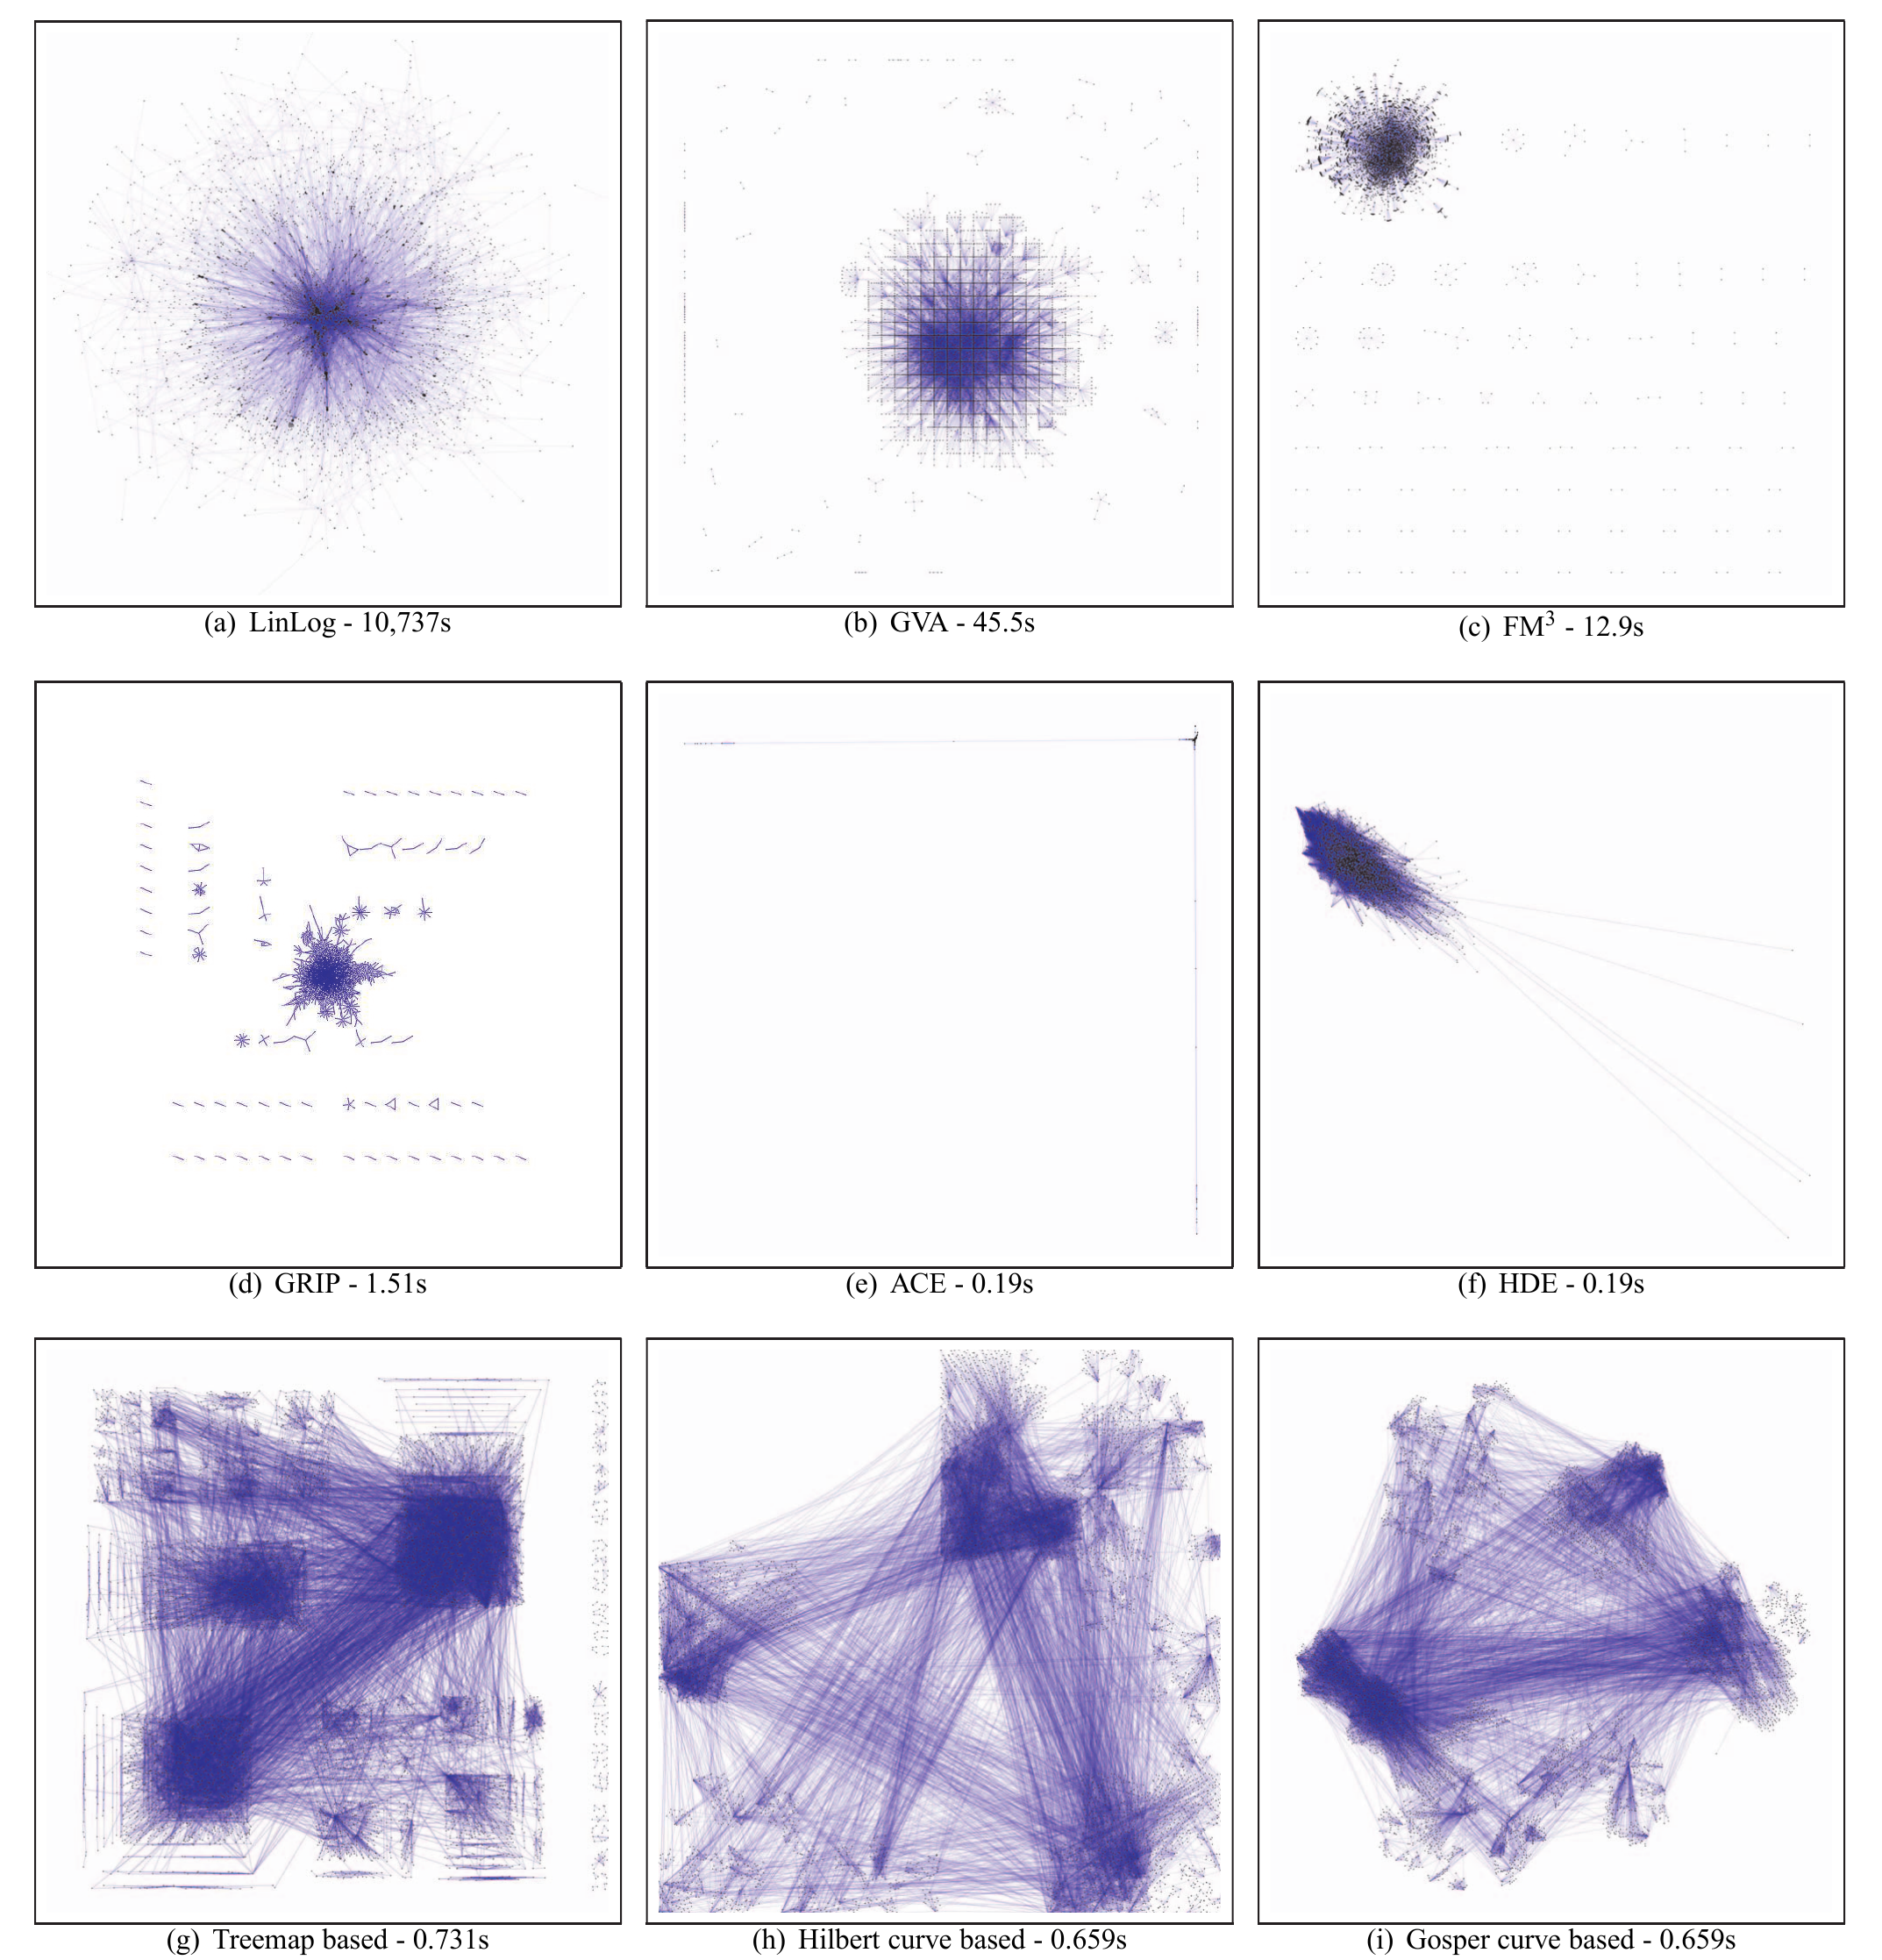 (a) LinLog - 10,737s
(b) GVA - 45.5s
(c) FM³ - 12.9s
(d) GRIP - 1.51s
(e) ACE - 0.19s
(f) HDE - 0.19s
(g) Treemap based - 0.731s
(h) Hilbert curve based - 0.659s
(i) Gosper curve based - 0.659s